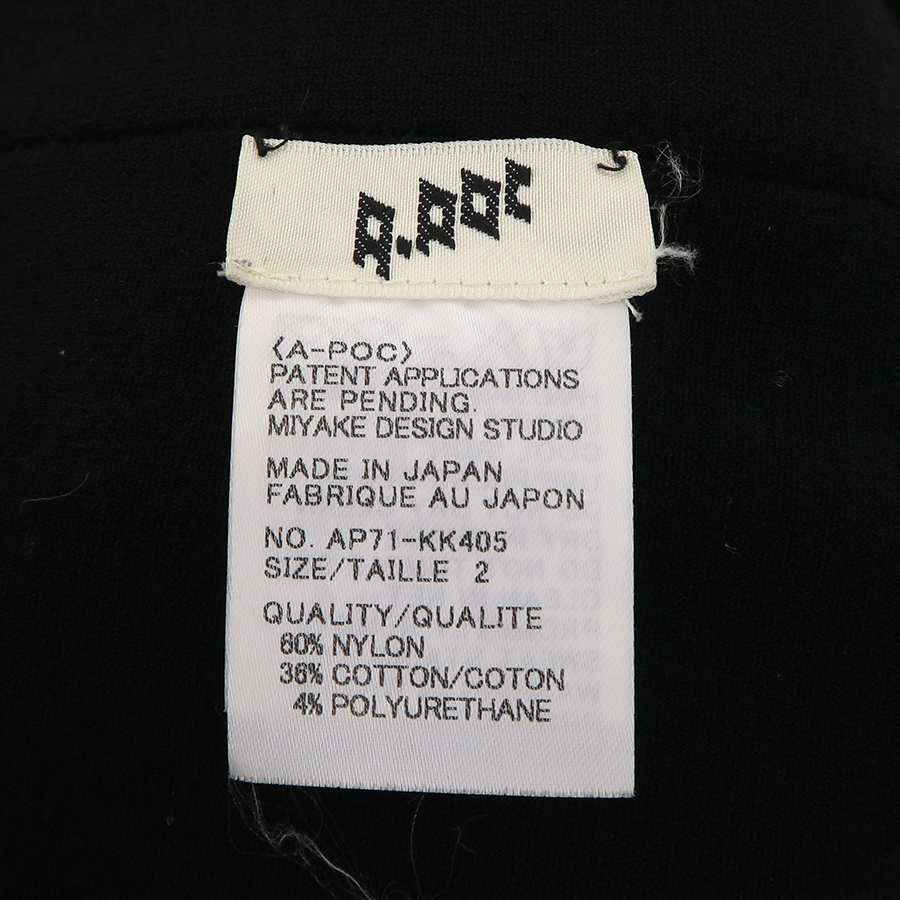 A.POC
〈A-POC〉
PATENT APPLICATIONS
ARE PENDING.
MIYAKE DESIGN STUDIO
MADE IN JAPAN
FABRIQUE AU JAPON
NO. AP71-KK405
SIZE/TAILLE 2
QUALITY/QUALITE
60% NYLON
36% COTTON/COTON
4% POLYURETHANE